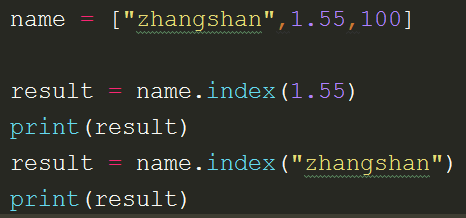 name = ["zhangshan",1.55,100]
result = name.index(1.55)
print(result)
result = name.index("zhangshan")
print(result)